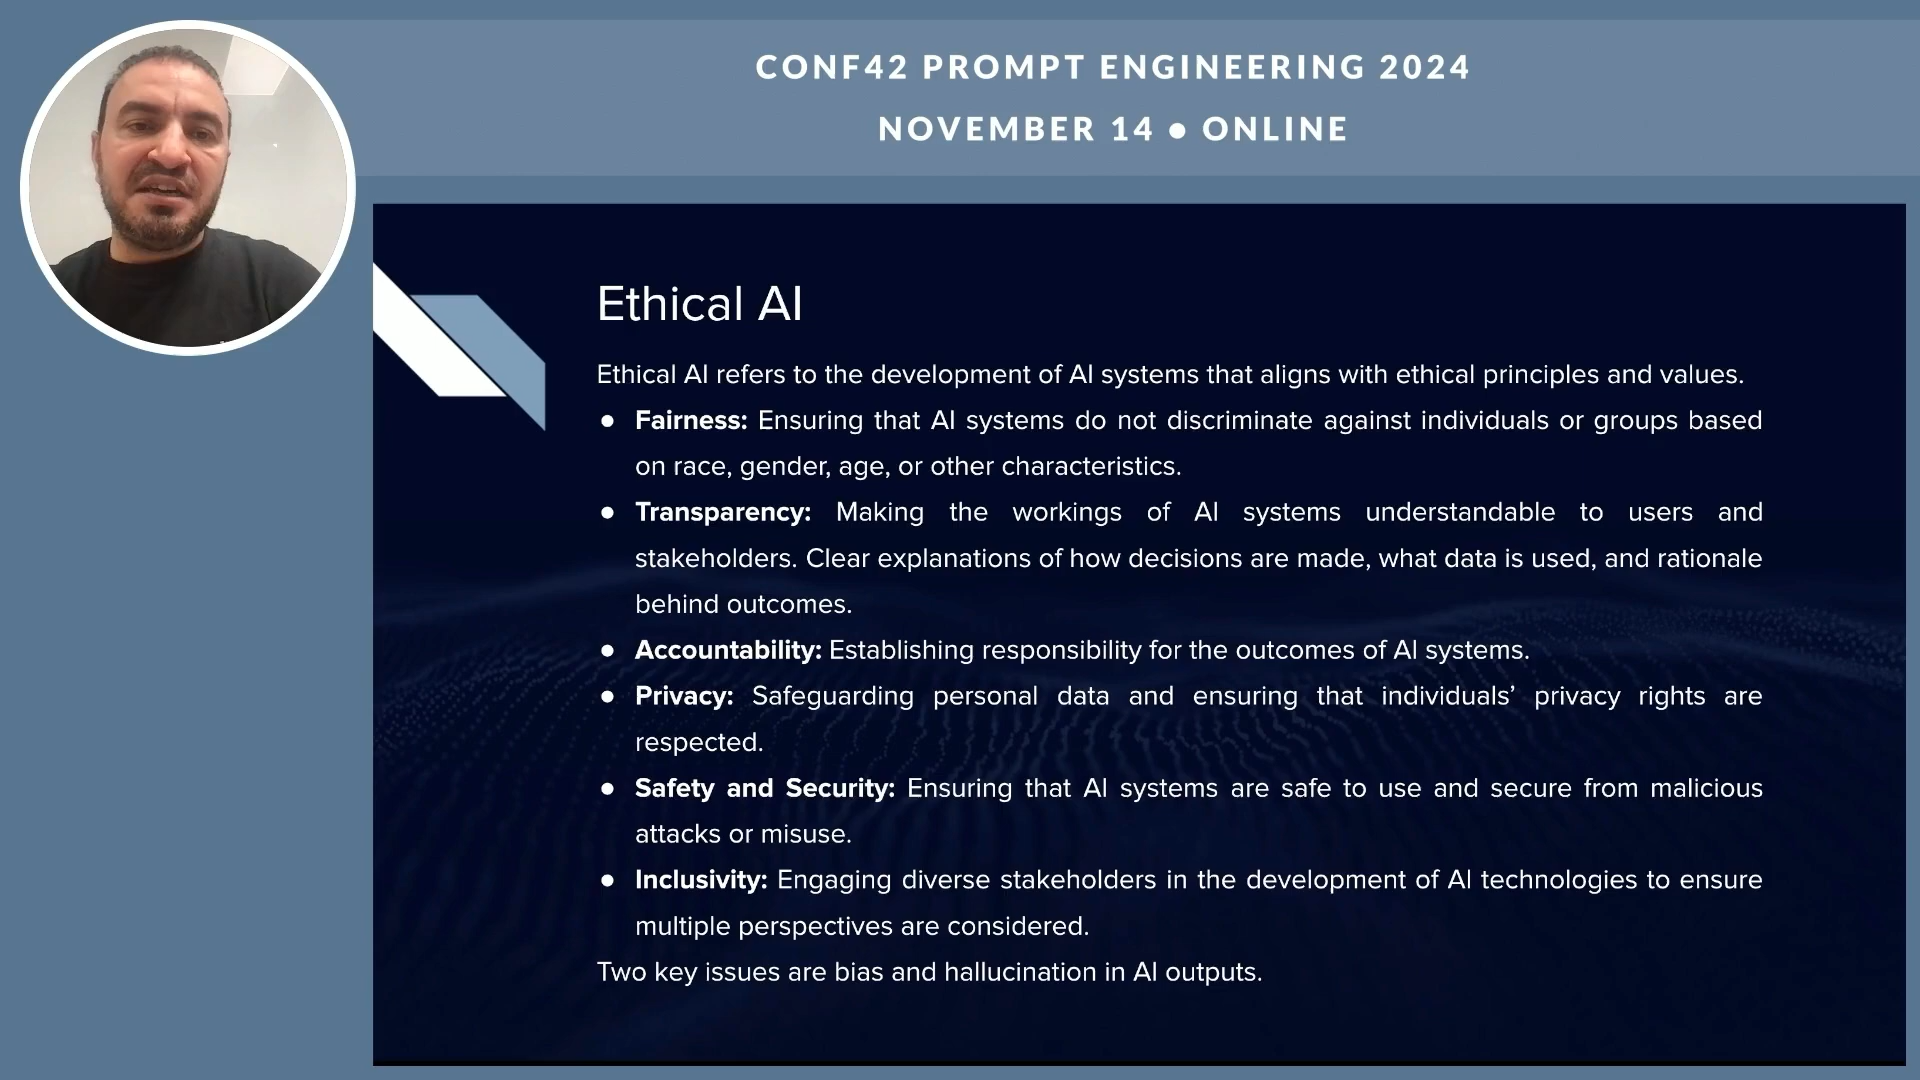 CONF42 PROMPT ENGINEERING 2024
NOVEMBER 14 ● ONLINE
Ethical AI
Ethical AI refers to the development of AI systems that aligns with ethical principles and values.
● Fairness: Ensuring that AI systems do not discriminate against individuals or groups based
on race, gender, age, or other characteristics.
● Transparency: Making the workings of AI systems understandable to users and
stakeholders. Clear explanations of how decisions are made, what data is used, and rationale
behind outcomes.
● Accountability: Establishing responsibility for the outcomes of AI systems.
● Privacy: Safeguarding personal data and ensuring that individuals’ privacy rights are
respected.
● Safety and Security: Ensuring that AI systems are safe to use and secure from malicious
attacks or misuse.
● Inclusivity: Engaging diverse stakeholders in the development of AI technologies to ensure
multiple perspectives are considered.
Two key issues are bias and hallucination in AI outputs.